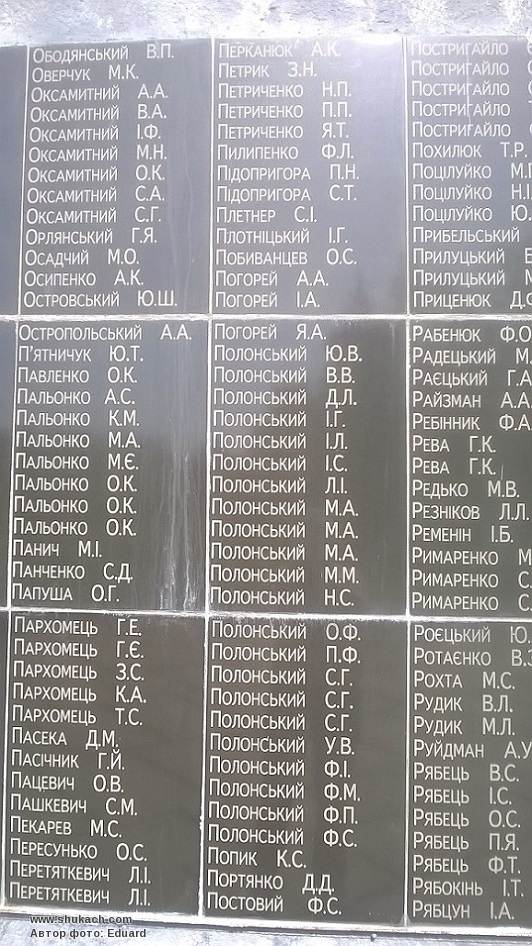 Ободянський В.П.
Оверчук М.К.
Оксамитний А.А.
Оксамитний В.А.
Оксамитний І.Ф.
Оксамитний М.Н.
Оксамитний О.К.
Оксамитний С.А.
Оксамитний С.Г.
Орлянський Г.Я.
Осадчий М.О.
Осипенко А.К.
Островський Ю.Ш.
Остропольський А.А.
П'ятничук Ю.Т.
Павленко О.К.
Пальонко А.С.
Пальонко К.М.
Пальонко М.А.
Пальонко М.Є.
Пальонко О.К.
Пальонко О.К.
Пальонко О.К.
Панич М.І.
Панченко С.Д.
Папуша О.Г.
Пархомець Г.Е.
Пархомець Г.Є.
Пархомець З.С.
Пархомець К.А.
Пархомець Т.С.
Пасека Д.М.
Пасічник Г.Й.
Пацевич О.В.
Пашкевич С.М.
Пекарев М.С.
Пересунько О.С.
Перетяткевич Л.І.
Перетяткевич Л.І.
Перканюк А.К.
Петрик З.Н.
Петриченко Н.П.
Петриченко П.П.
Петриченко Я.Т.
Пилипенко Ф.Л.
Підопригора П.Н.
Підопригора С.Т.
Плетнер С.І.
Плотніцький І.Г.
Побиванцев О.С.
Погорей А.А.
Погорей І.А.
Погорей Я.А.
Полонський Ю.В.
Полонський В.В.
Полонський Д.Л.
Полонський І.Г.
Полонський І.Л.
Полонський І.С.
Полонський Л.І.
Полонський М.А.
Полонський М.А.
Полонський М.А.
Полонський М.М.
Полонський Н.С.
Полонський О.Ф.
Полонський П.Ф.
Полонський С.Г.
Полонський С.Г.
Полонський С.Г.
Полонський У.В.
Полонський Ф.І.
Полонський Ф.М.
Полонський Ф.П.
Полонський Ф.С.
Попик К.С.
Портянко Д.Д.
Постовий Ф.С.
Постригайло
Постригайло
Постригайло
Постригайло
Постригайло
Похилюк Т.Р.
Поцілуйко М.
Поцілуйко Н.
Поцілуйко Ю.
Прибельський
Прилуцький
Прилуцький
Приценюк Д.
Рабенюк Ф.О
Радецький М.
Раєцький Г.А
Райзман А.А
Ребінник Ф.А
Рева Г.К.
Рева Г.К.
Редько М.В.
Резніков Л.Л.
Ременін І.Б.
Римаренко М
Римаренко С
Римаренко С
Роєцький Ю.
Ротаєнко В.З
Рохта М.С.
Рудик В.Л.
Рудик М.Л.
Руйдман А.У
Рябець В.С.
Рябець І.С.
Рябець О.С.
Рябець П.Я.
Рябець Ф.Т.
Рябокінь І.Т
Рябцун І.А.
www.shukach.com
Автор фото: Eduard